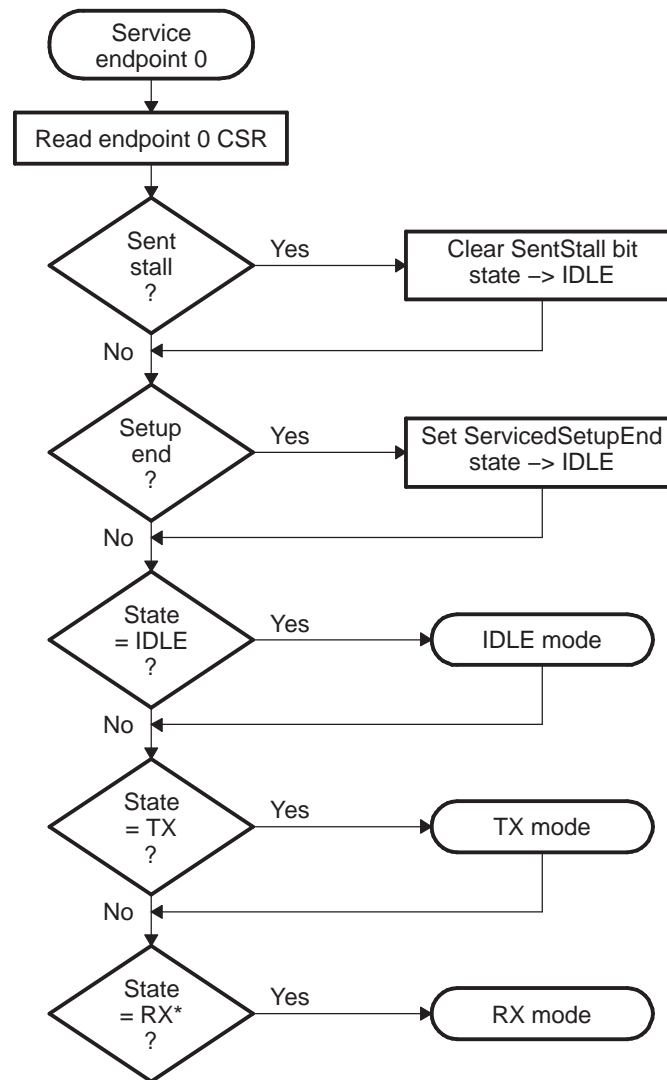 Service
endpoint 0
Read endpoint 0 CSR
Sent
stall
?
Yes
Clear SentStall bit
state –> IDLE
No
Setup
end
?
Yes
Set ServicedSetupEnd
state –> IDLE
No
State
= IDLE
?
Yes
IDLE mode
No
State
= TX
?
Yes
TX mode
No
State
= RX*
?
Yes
RX mode